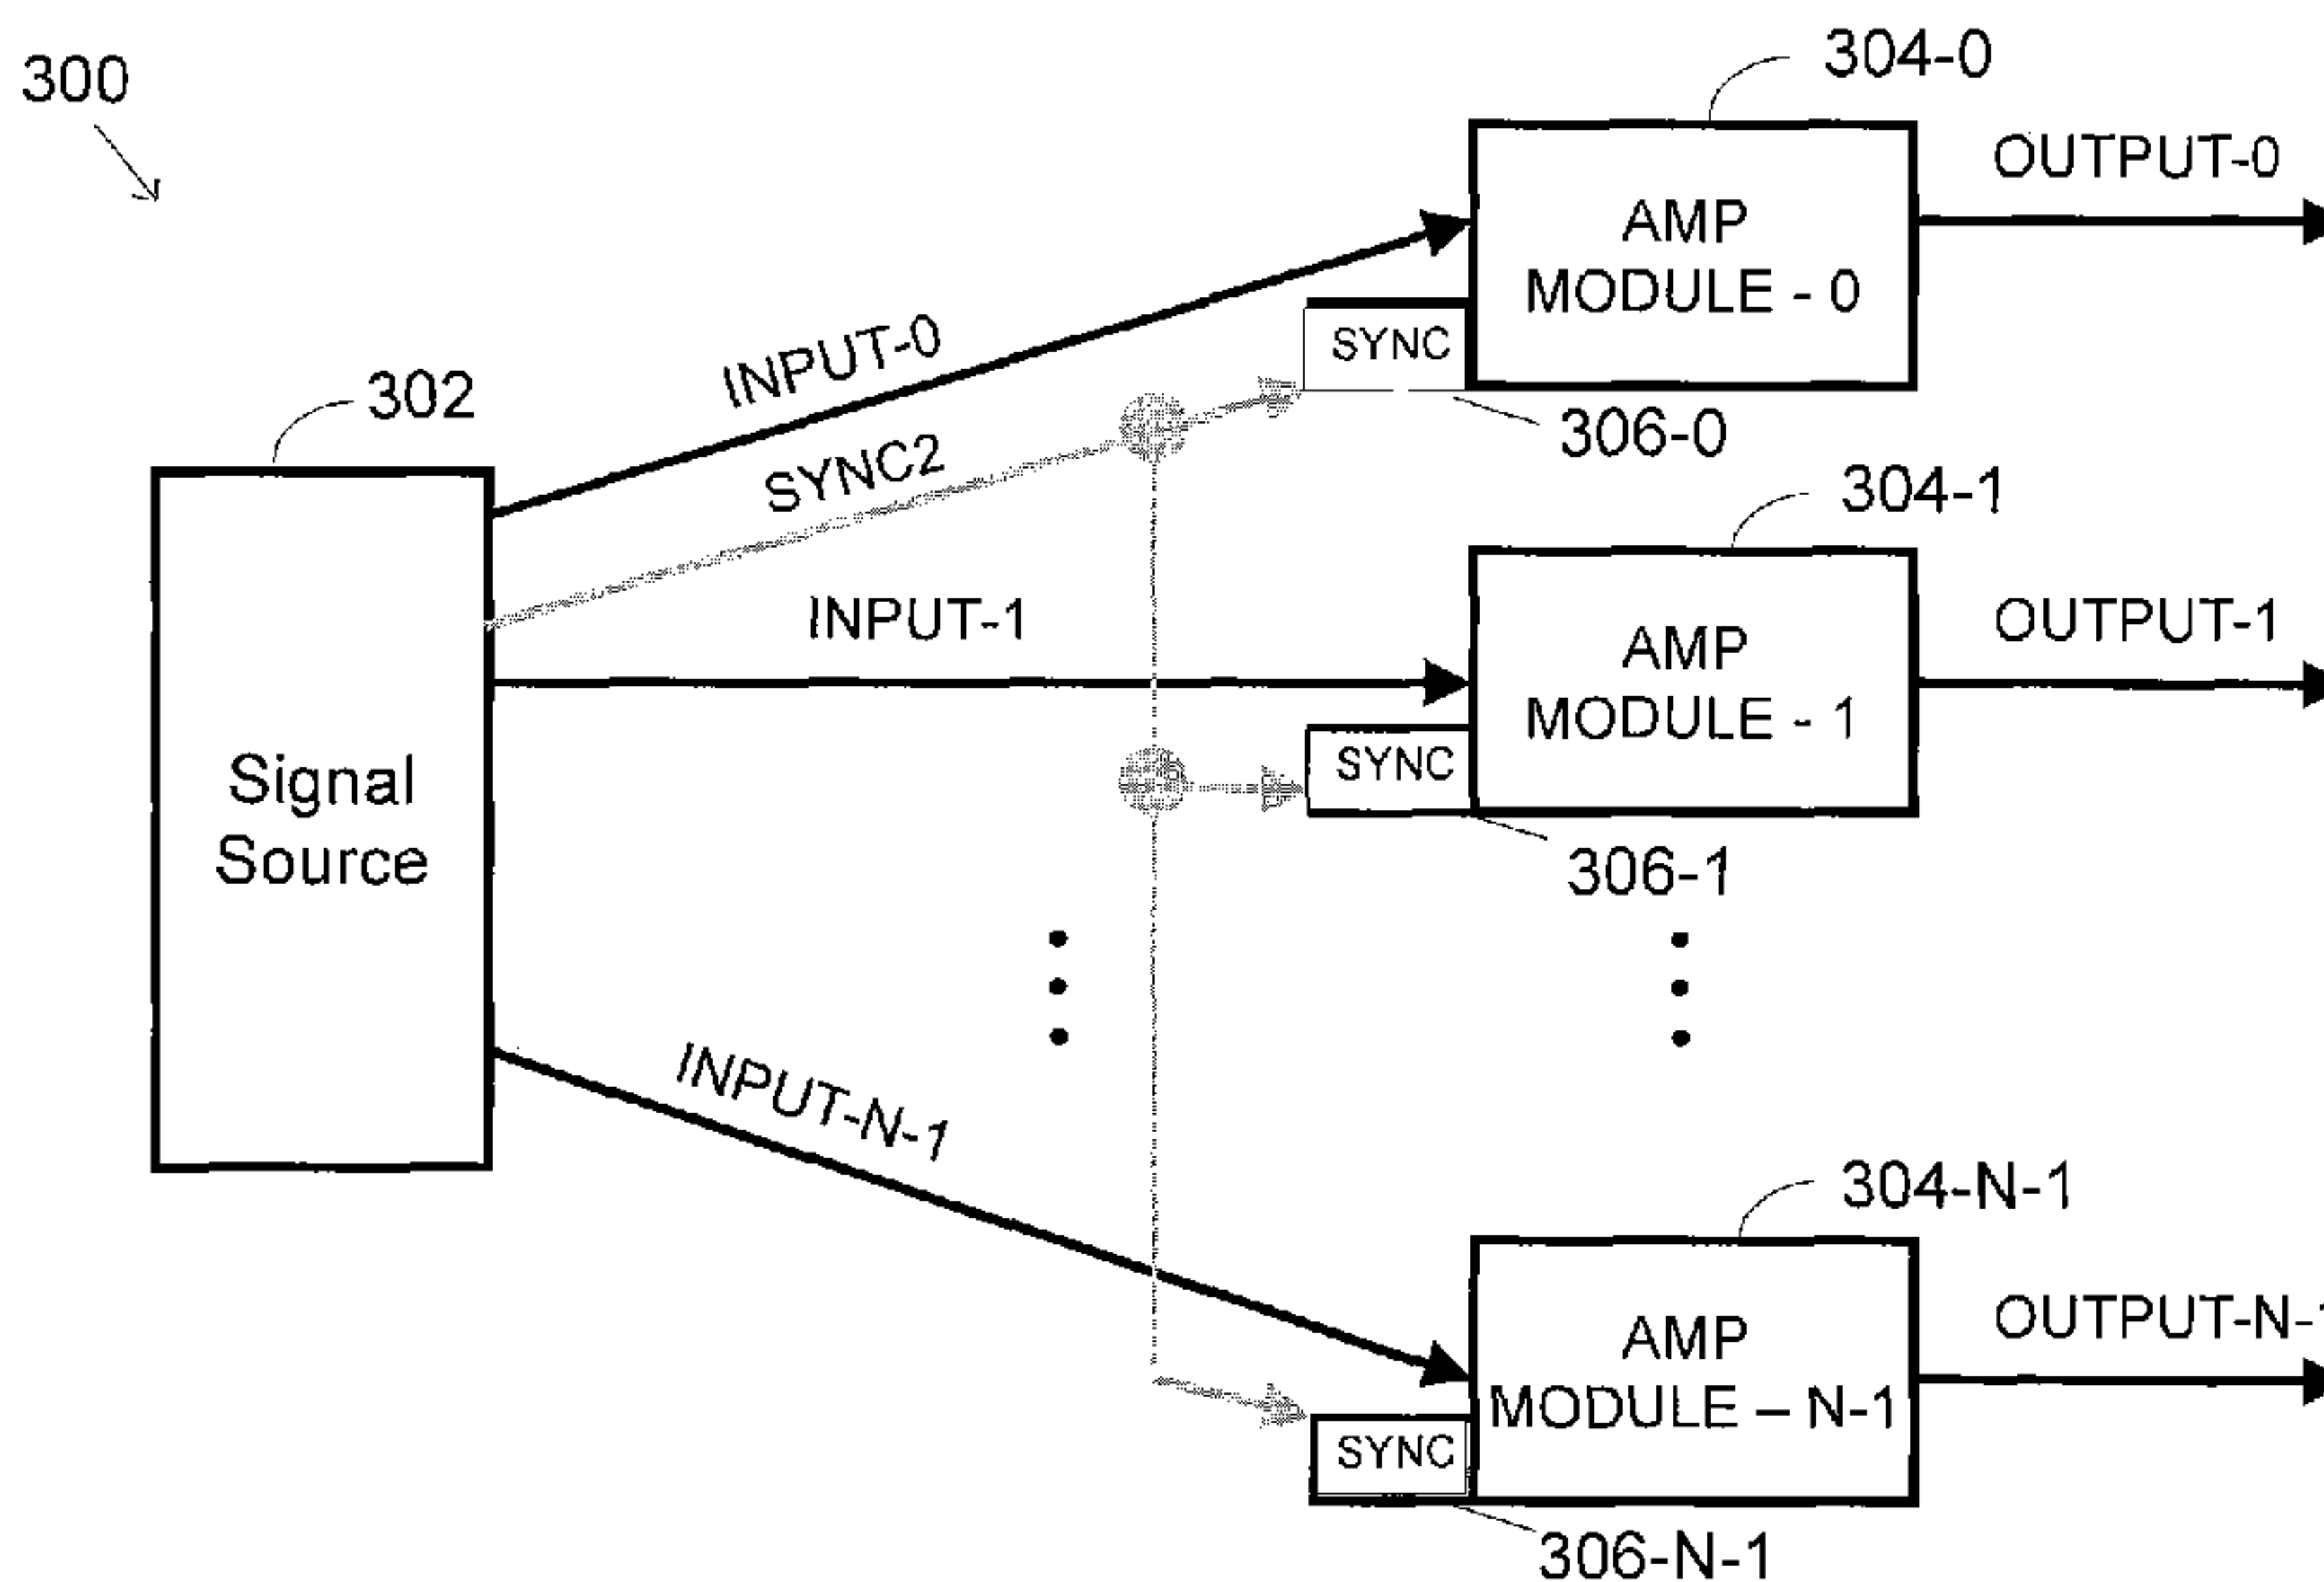 300
304-0
OUTPUT-0
AMP
MODULE - 0
INPUT-0
SYNC
302
306-0
SYNC2
304-1
INPUT-1
OUTPUT-1
AMP
MODULE - 1
SYNC
Signal
Source
306-1
INPUT-N-1
304-N-1
OUTPUT-N-1
AMP
MODULE – N-1
SYNC
306-N-1